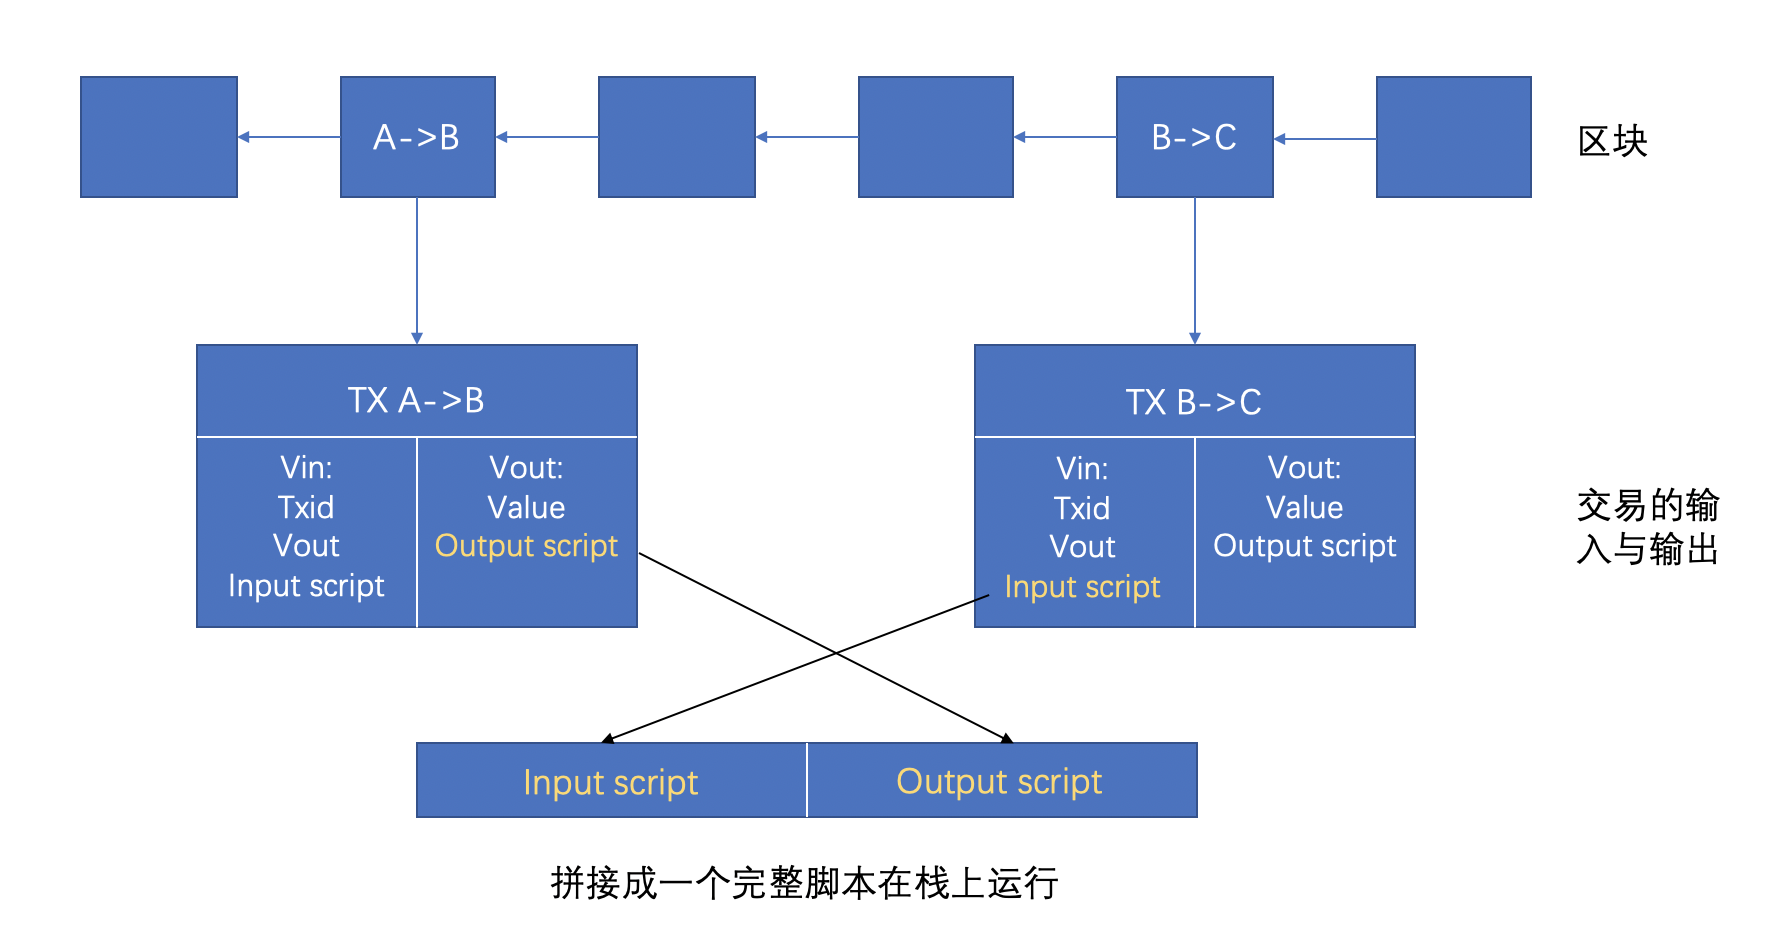 A->B
B->C
区块
TX A->B
Vin:
Txid
Vout
Input script
Vout:
Value
Output script
TX B->C
Vin:
Txid
Vout
Input script
Vout:
Value
Output script
交易的输
入与输出
Input script
Output script
拼接成一个完整脚本在栈上运行